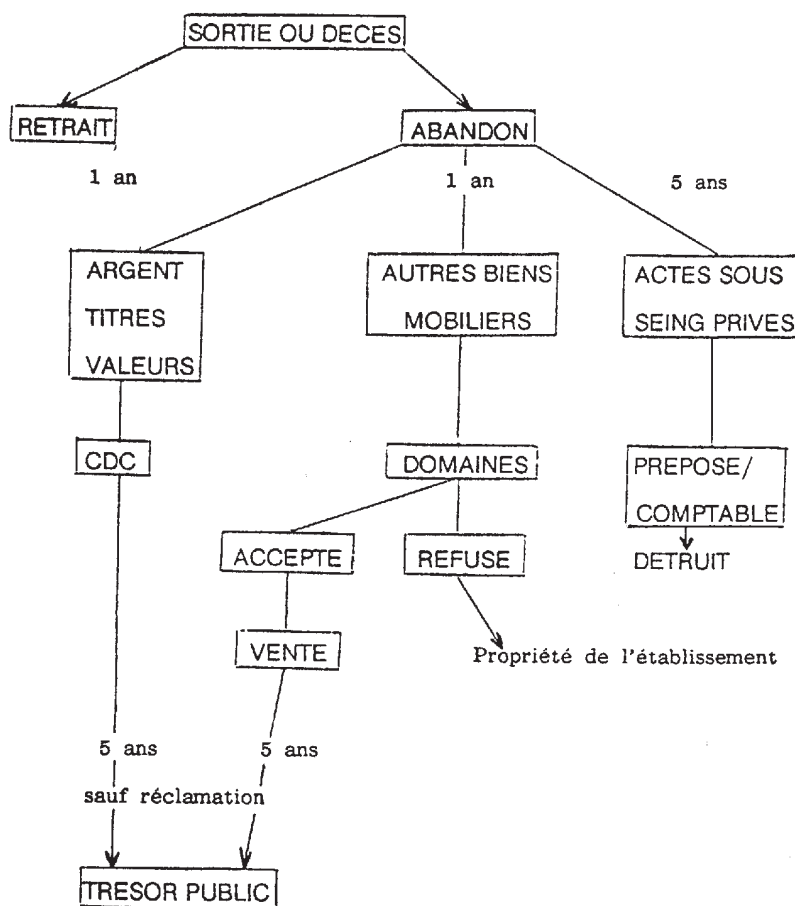 SORTIE OU DECES
RETRAIT
ABANDON
1 an
1 an
5 ans
ARGENT
TITRES
VALEURS
AUTRES BIENS
MOBILIERS
ACTES SOUS
SEING PRIVES
CDC
DOMAINES
PREPOSE/
COMPTABLE
ACCEPTE
REFUSE
DETRUIT
VENTE
Propriété de l'établissement
5 ans
5 ans
sauf réclamation
TRESOR PUBLIC